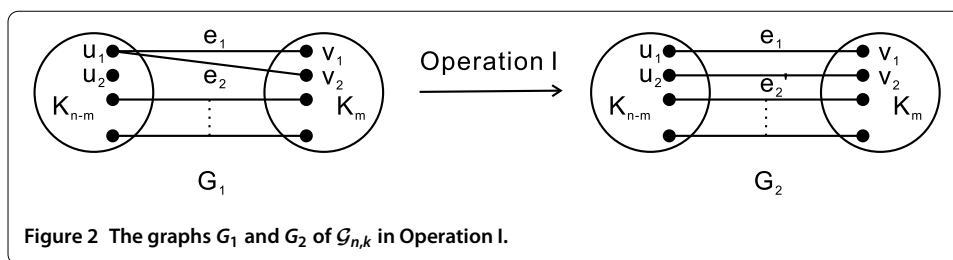 u₁ e₁ v₁
u₂ e₂ v₂
Kₙ₋ₘ Kₘ
G₁
Operation I
u₁ e₁ v₁
u₂ e₂' v₂
Kₙ₋ₘ Kₘ
G₂
Figure 2 The graphs G₁ and G₂ of 𝒢ₙ,ₖ in Operation I.